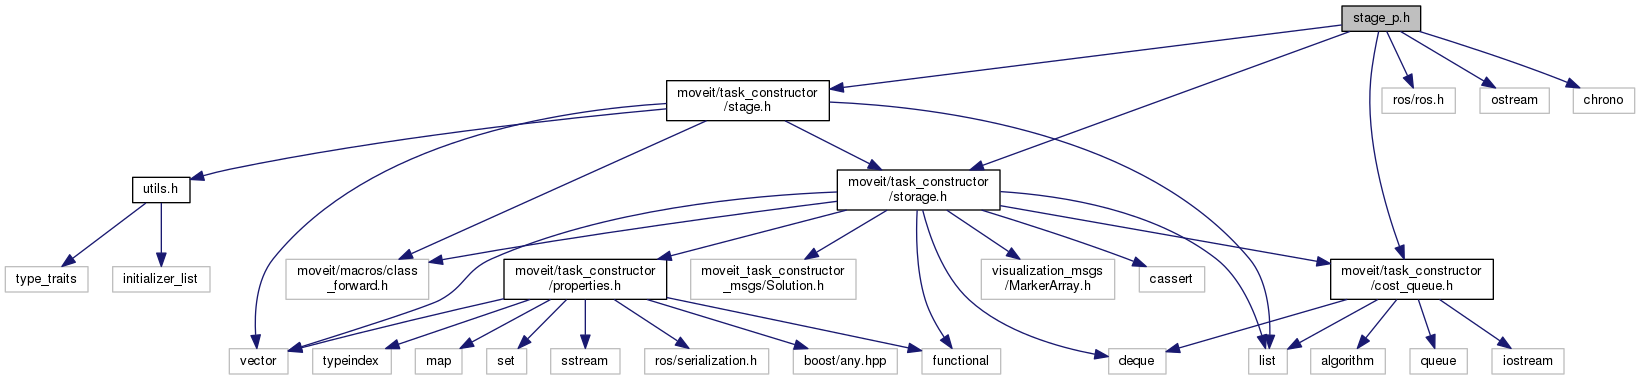 stage_p.h
moveit/task_constructor
/stage.h
ros/ros.h
ostream
chrono
utils.h
moveit/task_constructor
/storage.h
type_traits
initializer_list
moveit/macros/class
_forward.h
moveit/task_constructor
/properties.h
moveit_task_constructor
_msgs/Solution.h
visualization_msgs
/MarkerArray.h
cassert
moveit/task_constructor
/cost_queue.h
vector
typeindex
map
set
sstream
ros/serialization.h
boost/any.hpp
functional
deque
list
algorithm
queue
iostream